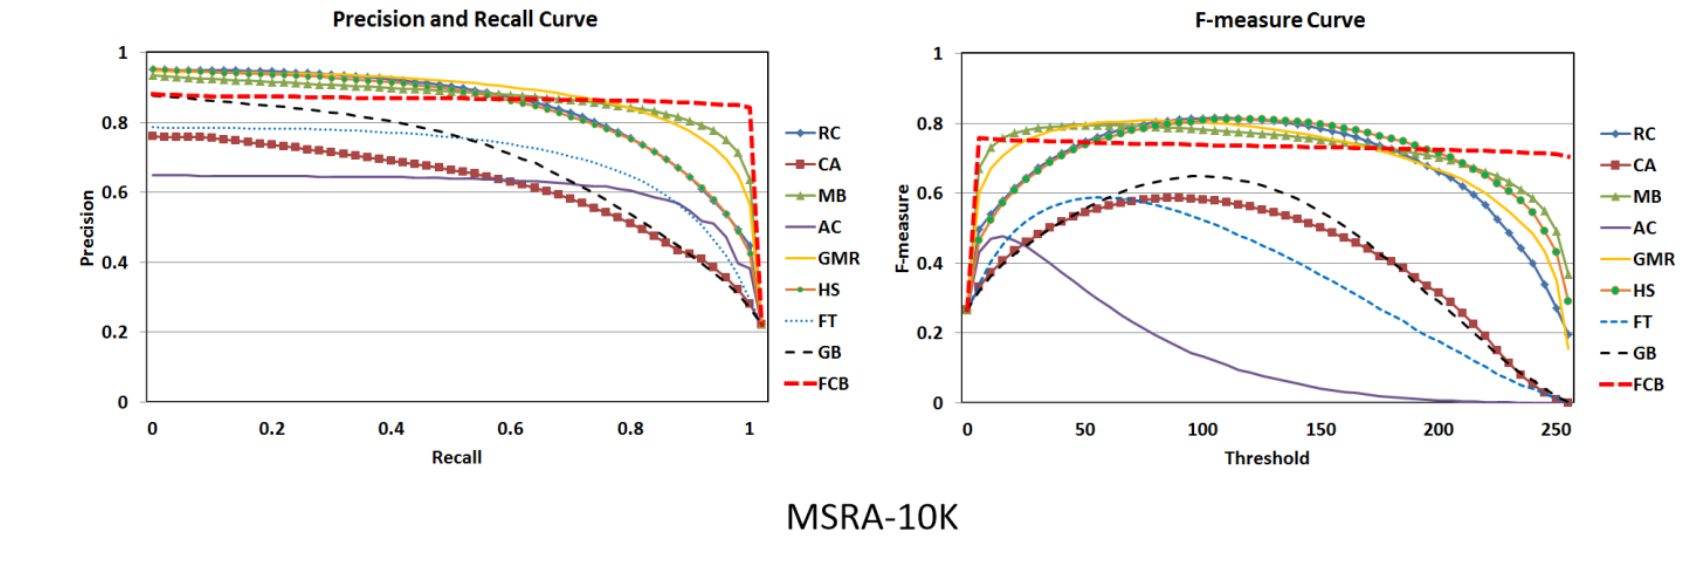 Precision and Recall Curve
1
0.8
0.6
0.4
0.2
0
0 0.2 0.4 0.6 0.8 1
Precision
Recall
RC
CA
MB
AC
GMR
HS
FT
GB
FCB
F-measure Curve
1
0.8
0.6
0.4
0.2
0
0 50 100 150 200 250
F-measure
Threshold
RC
CA
MB
AC
GMR
HS
FT
GB
FCB
MSRA-10K